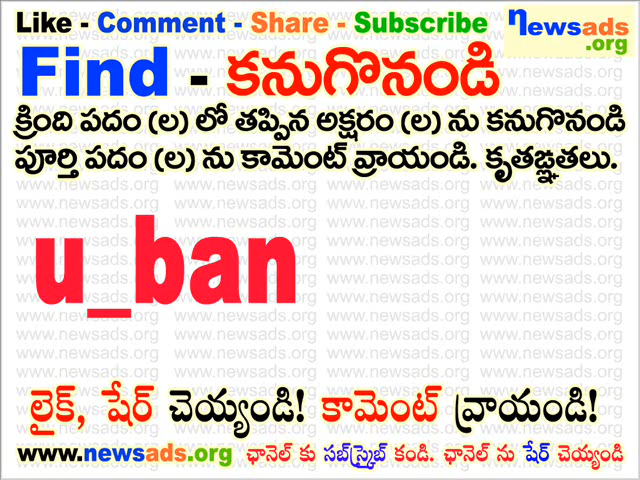 Like - Comment - Share - Subscribe
newsads
.org
Find - కనుగొనండి
క్రింది పదం (ల) లో తప్పిన అక్షరం (ల) ను కనుగొనండి
పూర్తి పదం (ల) ను కామెంట్ వ్రాయండి. కృతఙ్ఞతలు.
u_ban
లైక్, షేర్ చెయ్యండి! కామెంట్ వ్రాయండి!
www.newsads.org ఛానెల్ కు సబ్‌స్క్రైబ్ కండి. ఛానెల్ ను షేర్ చెయ్యండి